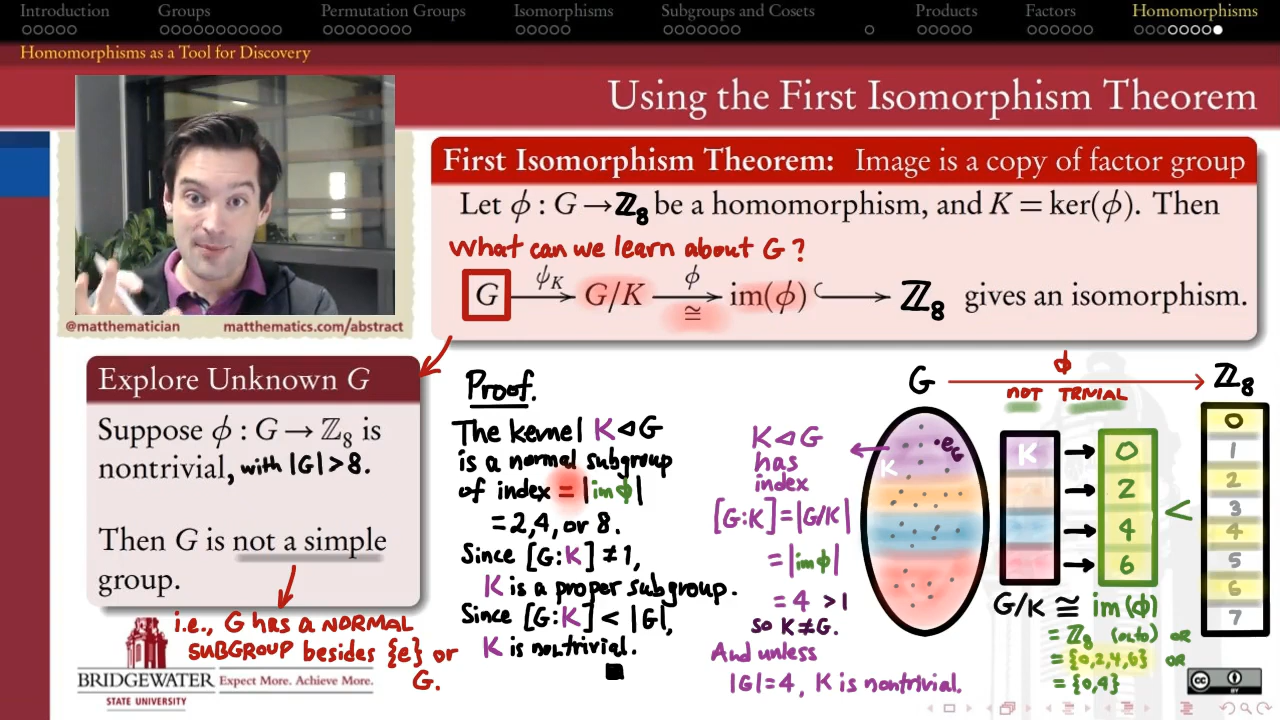 Introduction Groups Permutation Groups Isomorphisms Subgroups and Cosets Products Factors Homomorphisms
Homomorphisms as a Tool for Discovery
Using the First Isomorphism Theorem
@matthematician matthematics.com/abstract
First Isomorphism Theorem: Image is a copy of factor group
Let ϕ : G → ℤ₈ be a homomorphism, and K = ker(ϕ). Then
What can we learn about G?
G ψ_K → G/K ϕ ≅ → im(ϕ) ↪ ℤ₈ gives an isomorphism.
Explore Unknown G
Suppose ϕ : G → ℤ₈ is
nontrivial, with |G| > 8.
Then G is not a simple
group.
i.e., G has a NORMAL
SUBGROUP besides {e} or
G.
BRIDGEWATER
STATE UNIVERSITY
Expect More. Achieve More.
Proof.
The kernel K ⊲ G
is a normal subgroup
of index = |im ϕ|
= 2, 4, or 8.
Since [G:K] ≠ 1,
K is a proper subgroup.
Since [G:K] < |G|,
K is nontrivial.
K ⊲ G
has
index
[G:K] = |G/K|
= |im ϕ|
= 4 > 1
so K ≠ G.
And unless
|G| = 4, K is nontrivial.
G ϕ → ℤ₈
NOT TRIVIAL
K
e_G
K → 0
→ 2
→ 4
→ 6
<
0
1
2
3
4
5
6
7
G/K ≅ im(ϕ)
= ℤ₈ (onto) OR
= {0,2,4,6} OR
= {0,4}
cc BY